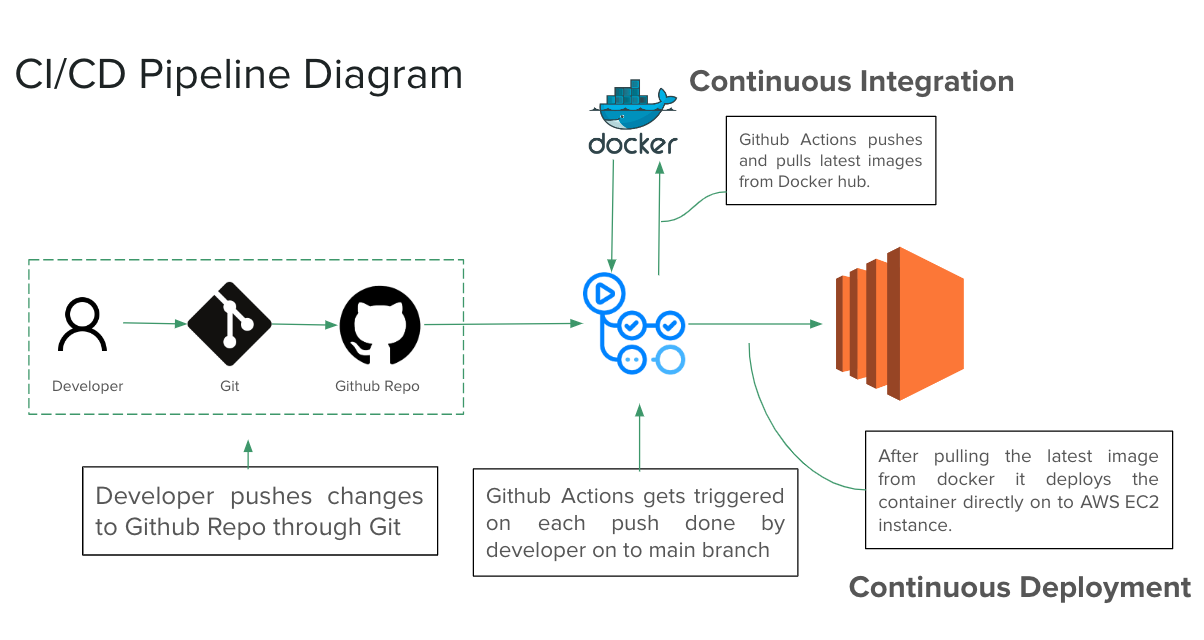 CI/CD Pipeline Diagram
docker
Continuous Integration
Github Actions pushes
and pulls latest images
from Docker hub.
Developer
Git
Github Repo
Developer pushes changes
to Github Repo through Git
Github Actions gets triggered
on each push done by
developer on to main branch
After pulling the latest image
from docker it deploys the
container directly on to AWS EC2
instance.
Continuous Deployment